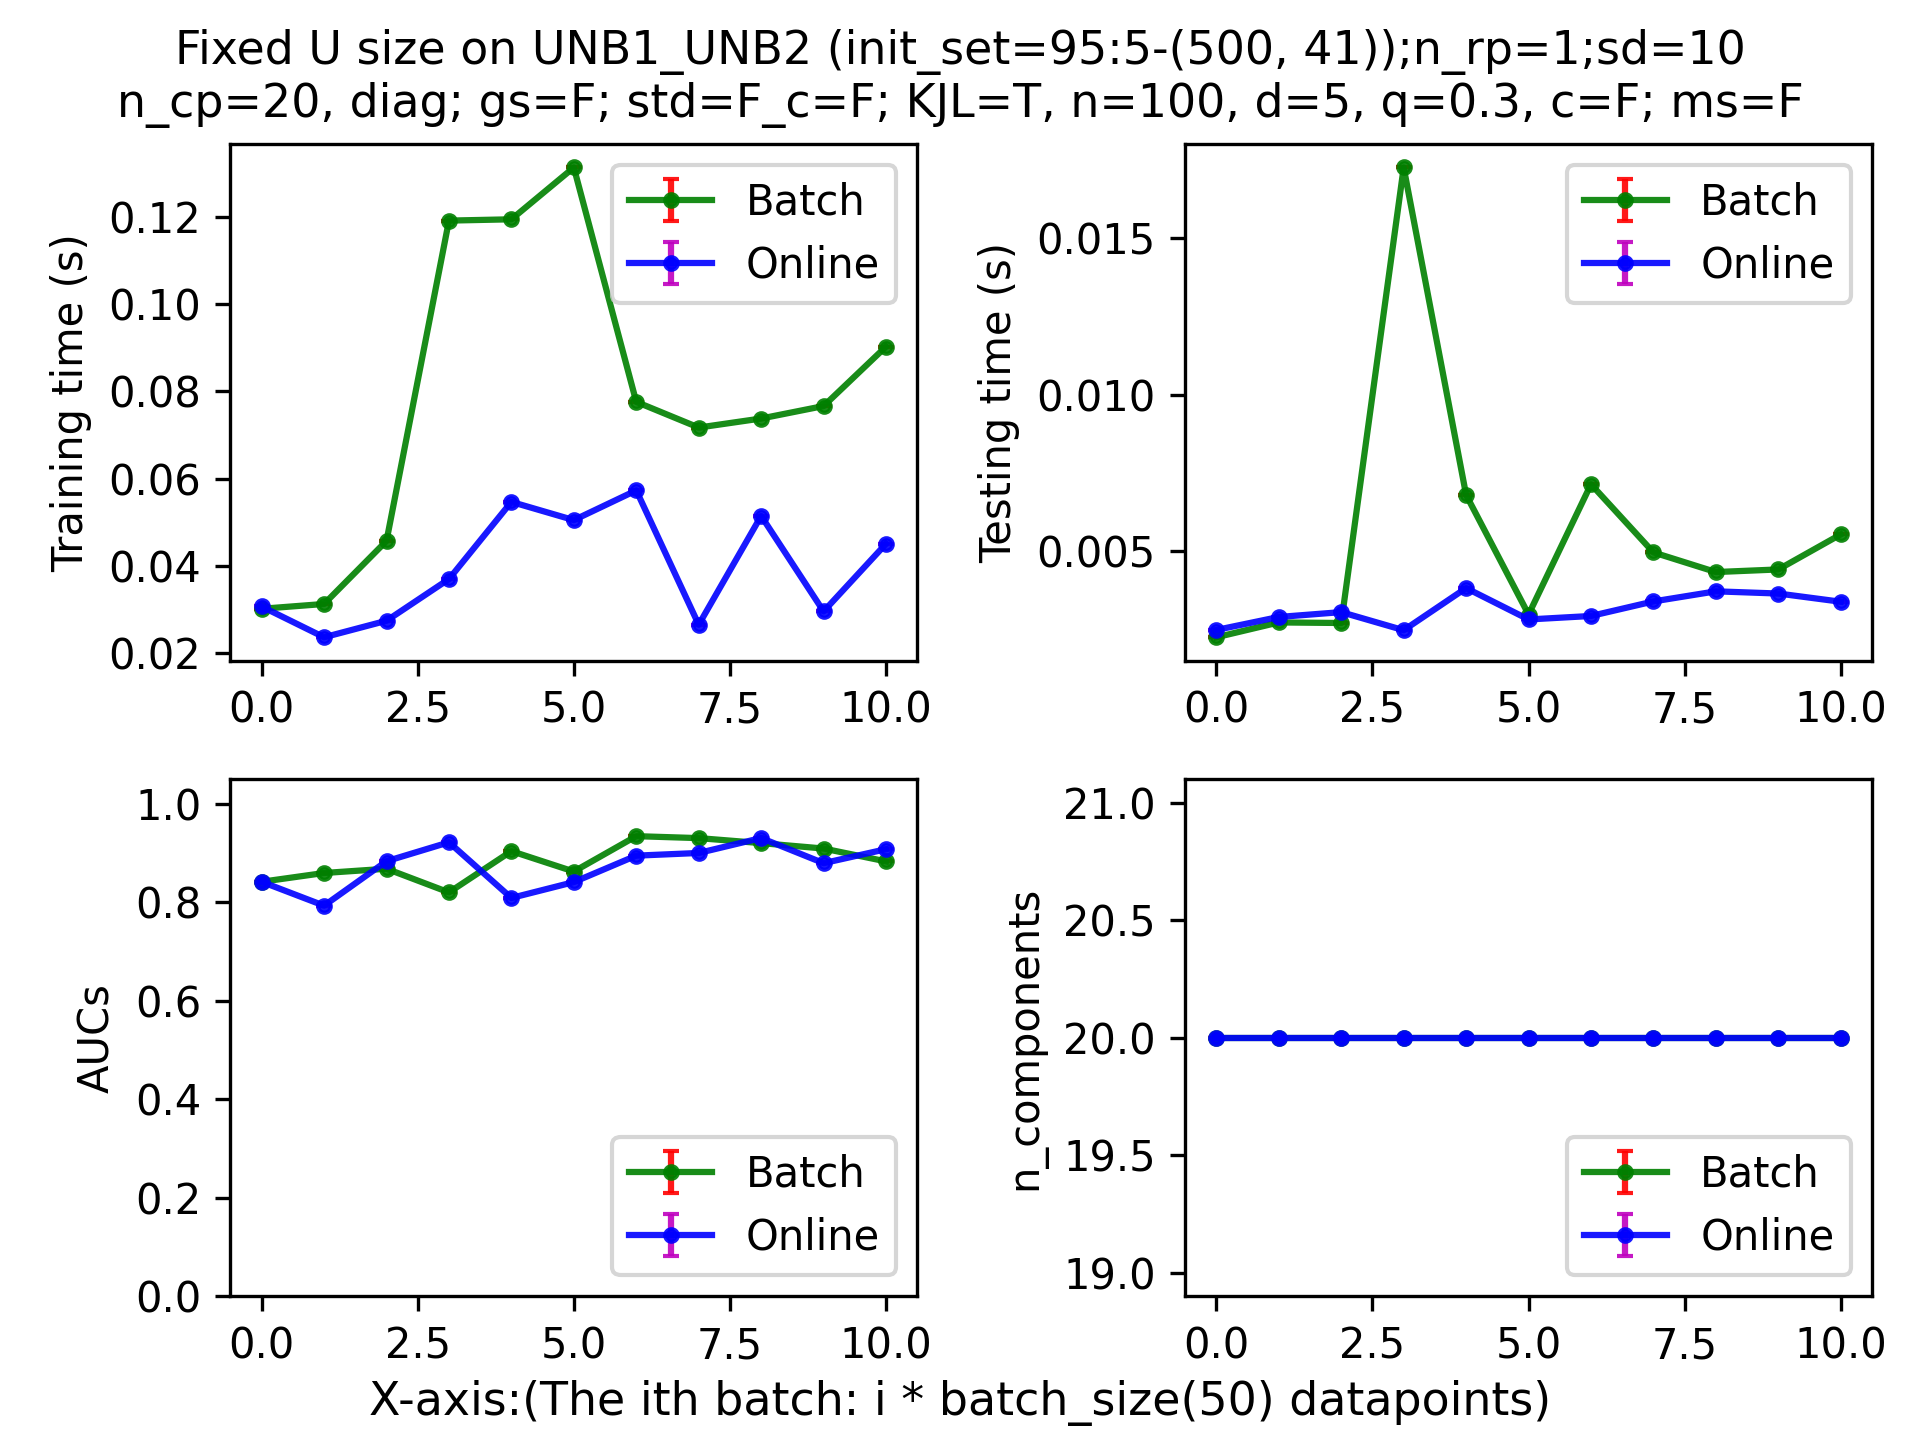 Fixed U size on UNB1_UNB2 (init_set=95:5-(500, 41));n_rp=1;sd=10
n_cp=20, diag; gs=F; std=F_c=F; KJL=T, n=100, d=5, q=0.3, c=F; ms=F
Training time (s)
0.12
0.10
0.08
0.06
0.04
0.02
0.0 2.5 5.0 7.5 10.0
Batch
Online
Testing time (s)
0.015
0.010
0.005
0.0 2.5 5.0 7.5 10.0
Batch
Online
AUCs
1.0
0.8
0.6
0.4
0.2
0.0
0.0 2.5 5.0 7.5 10.0
Batch
Online
n_components
21.0
20.5
20.0
19.5
19.0
0.0 2.5 5.0 7.5 10.0
Batch
Online
X-axis:(The ith batch: i * batch_size(50) datapoints)